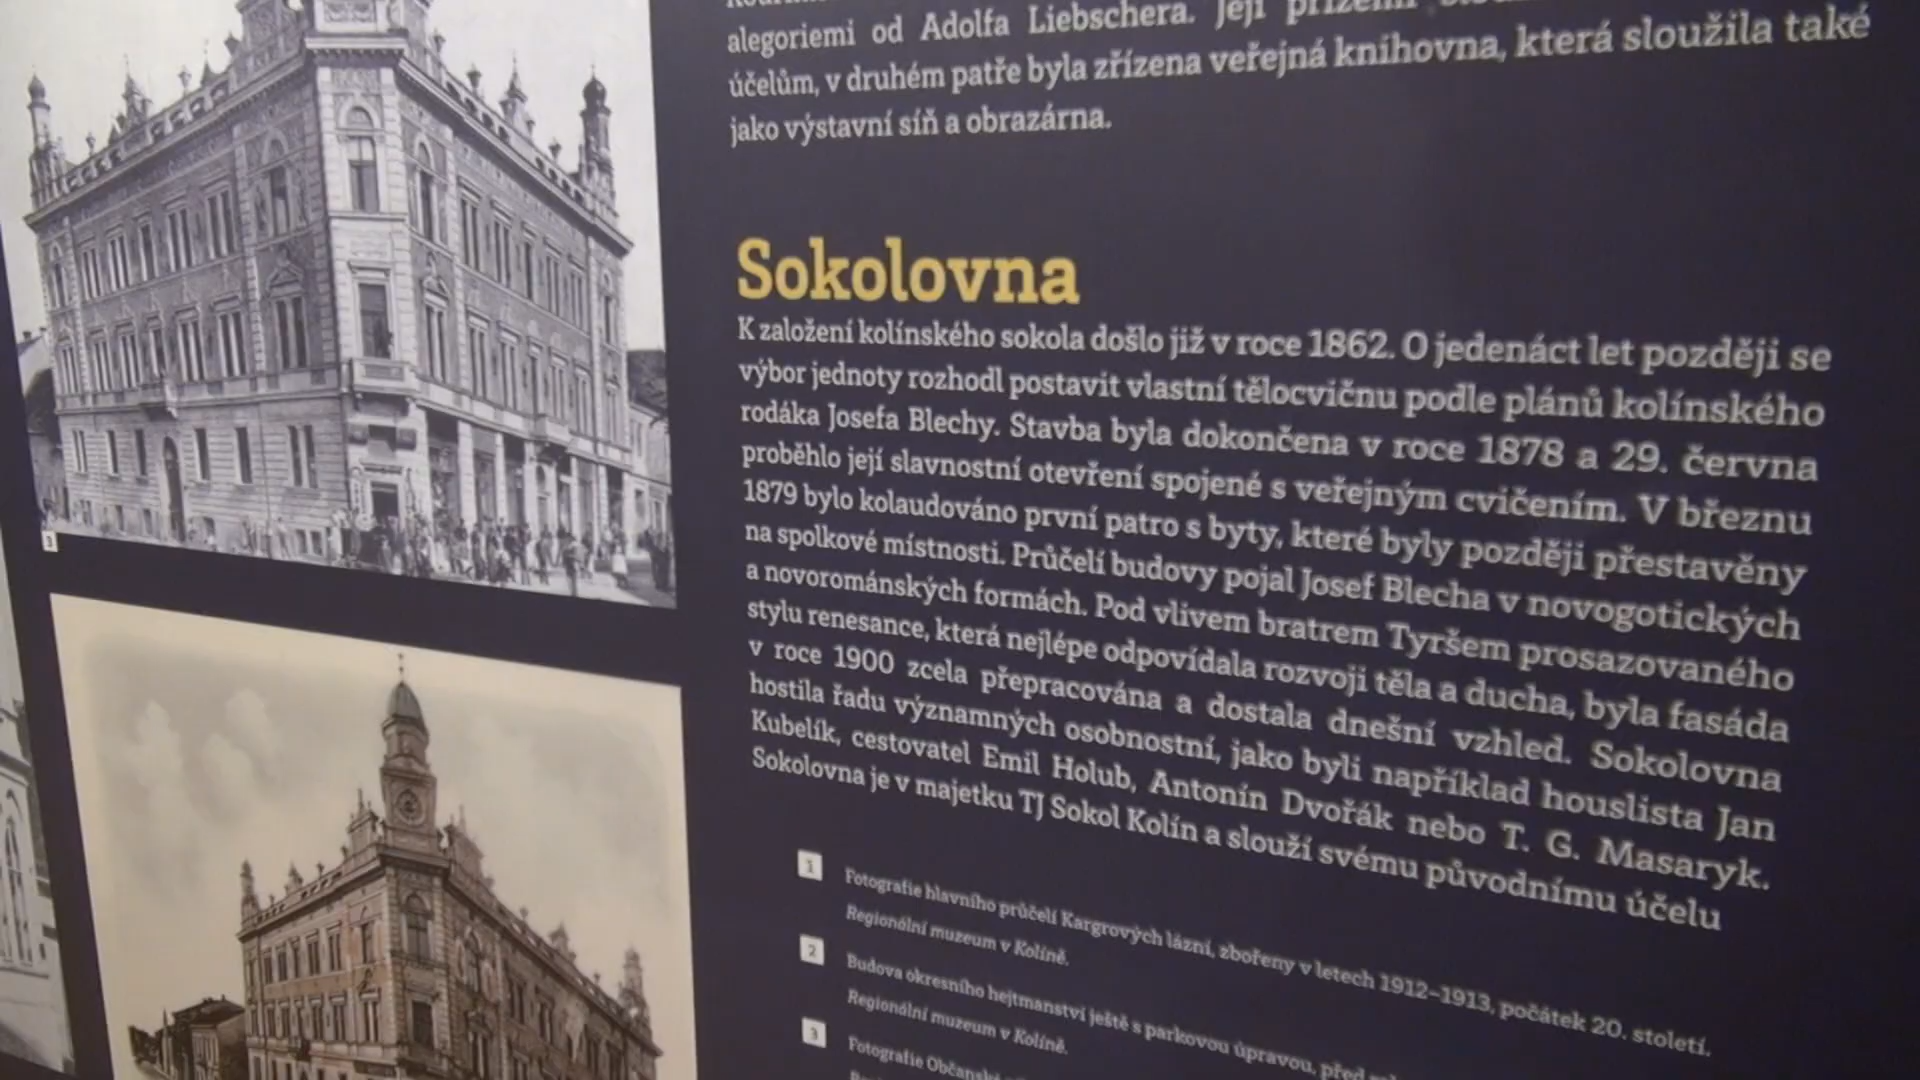 alegoriemi od Adolfa Liebschera. Její
účelům, v druhém patře byla zřízena veřejná knihovna, která sloužila také
jako výstavní síň a obrazárna.
Sokolovna
K založení kolínského sokola došlo již v roce 1862. O jedenáct let později se
výbor jednoty rozhodl postavit vlastní tělocvičnu podle plánů kolínského
rodáka Josefa Blechy. Stavba byla dokončena v roce 1878 a 29. června
proběhlo její slavnostní otevření spojené s veřejným cvičením. V březnu
1879 bylo kolaudováno první patro s byty, které byly později přestavěny
na spolkové místnosti. Průčelí budovy pojal Josef Blecha v novogotických
a novorománských formách. Pod vlivem bratrem Tyršem prosazovaného
stylu renesance, která nejlépe odpovídala rozvoji těla a ducha, byla fasáda
v roce 1900 zcela přepracována a dostala dnešní vzhled. Sokolovna
hostila řadu významných osobnostní, jako byli například houslista Jan
Kubelík, cestovatel Emil Holub, Antonín Dvořák nebo T. G. Masaryk.
Sokolovna je v majetku TJ Sokol Kolín a slouží svému původnímu účelu
1 Fotografie hlavního průčelí Kargrových lázní, zbořeny v letech 1912–1913, počátek 20. století.
Regionální muzeum v Kolíně.
2 Budova okresního hejtmanství ještě s parkovou úpravou, před
Regionální muzeum v Kolíně.
3 Fotografie
3